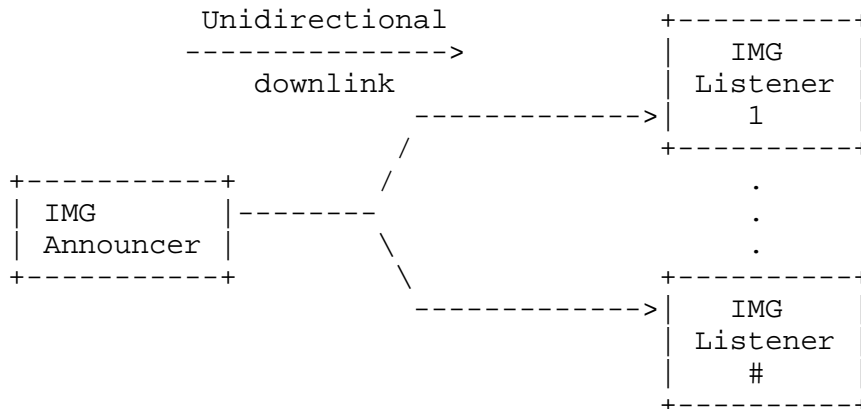 Unidirectional
downlink
IMG
Listener
1
IMG
Announcer
.
.
.
IMG
Listener
#